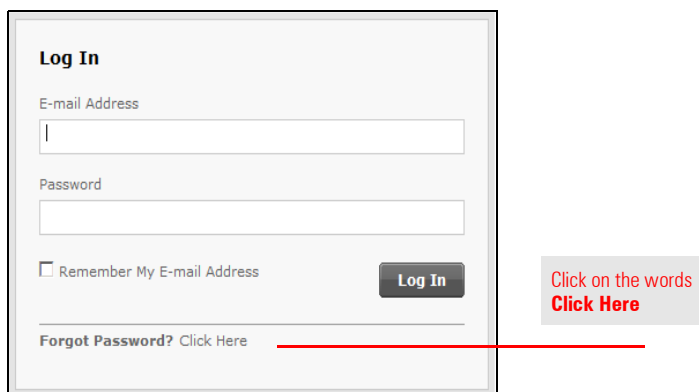 Log In
E-mail Address
Password
Remember My E-mail Address
Log In
Forgot Password? Click Here
Click on the words
Click Here